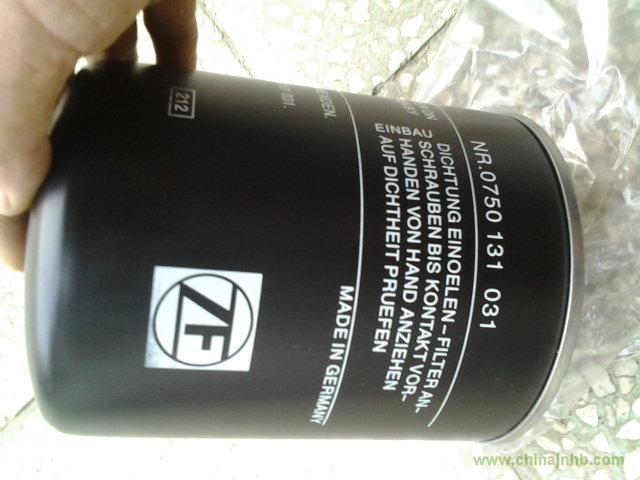 NR.0750 131 031
EINBAU
DICHTUNG EINOELEN-FILTER AN-
SCHRAUBEN BIS KONTAKT VOR-
HANDEN VON HAND ANZIEHEN
AUF DICHTHEIT PRUEFEN
MADE IN GERMANY
ZF
212
www.chinajnhb.com